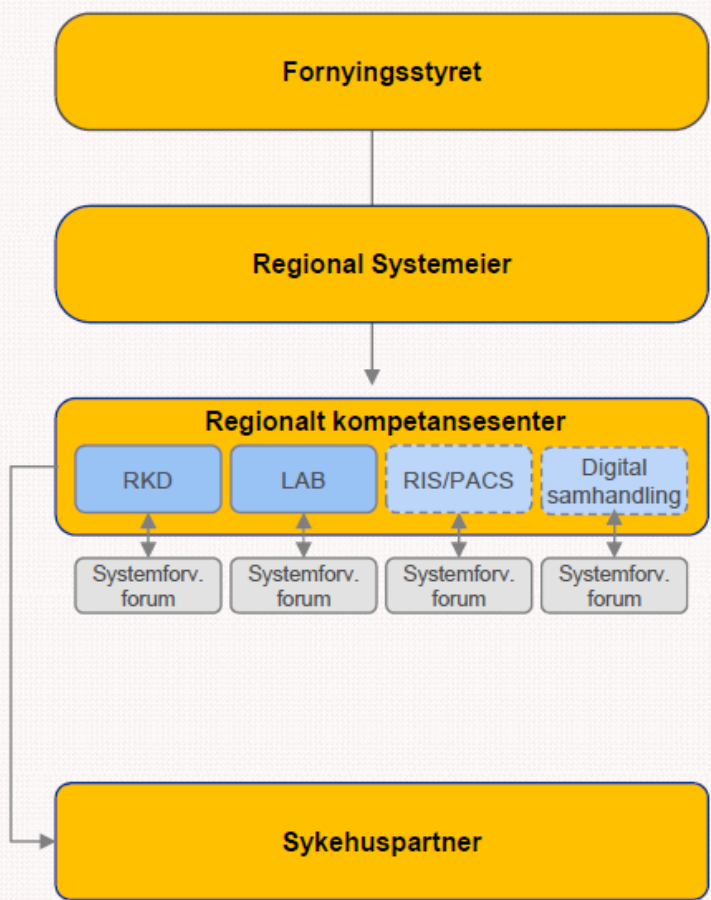 Fornyingsstyret
Regional Systemeier
Regionalt kompetansesenter
RKD
LAB
RIS/PACS
Digital
samhandling
Systemforv.
forum
Systemforv.
forum
Systemforv.
forum
Systemforv.
forum
Sykehuspartner